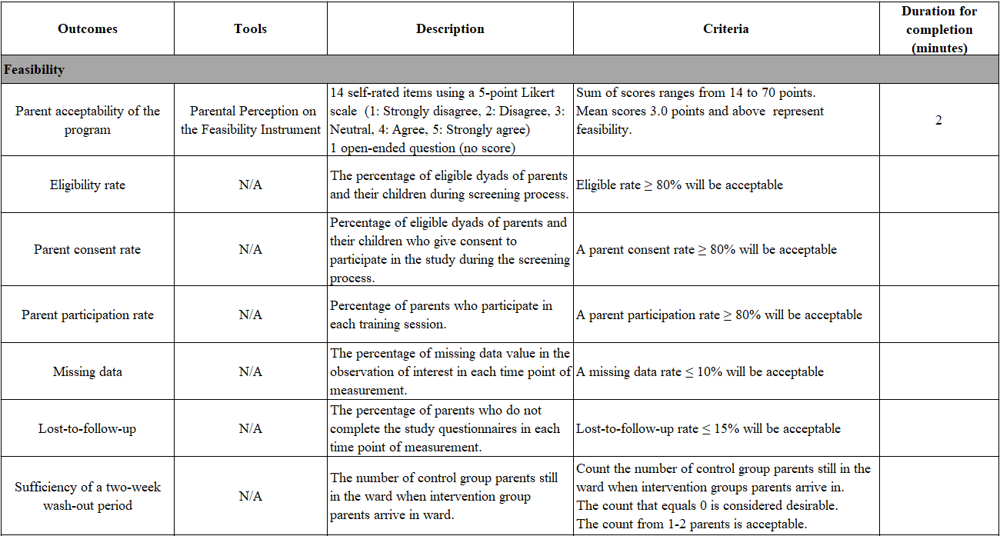 Outcomes
Tools
Description
Criteria
Duration for
completion
(minutes)
Feasibility
Parent acceptability of the
program
Parental Perception on
the Feasibility Instrument
14 self-rated items using a 5-point Likert
scale  (1: Strongly disagree, 2: Disagree, 3:
Neutral, 4: Agree, 5: Strongly agree)
1 open-ended question (no score)
Sum of scores ranges from 14 to 70 points.
Mean scores 3.0 points and above  represent
feasibility.
2
Eligibility rate
N/A
The percentage of eligible dyads of parents
and their children during screening process.
Eligible rate ≥ 80% will be acceptable
Parent consent rate
N/A
Percentage of eligible dyads of parents and
their children who give consent to
participate in the study during the screening
process.
A parent consent rate ≥ 80% will be acceptable
Parent participation rate
N/A
Percentage of parents who participate in
each training session.
A parent participation rate ≥ 80% will be acceptable
Missing data
N/A
The percentage of missing data value in the
observation of interest in each time point of
measurement.
A missing data rate ≤ 10% will be acceptable
Lost-to-follow-up
N/A
The percentage of parents who do not
complete the study questionnaires in each
time point of measurement.
Lost-to-follow-up rate ≤ 15% will be acceptable
Sufficiency of a two-week
wash-out period
N/A
The number of control group parents still
in the ward when intervention group
parents arrive in ward.
Count the number of control group parents still in the
ward when intervention groups parents arrive in.
The count that equals 0 is considered desirable.
The count from 1-2 parents is acceptable.